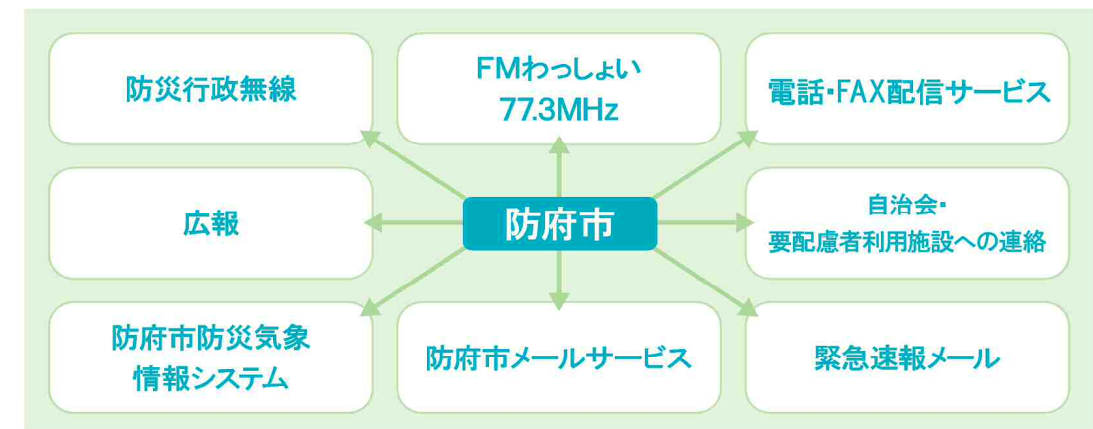 防災行政無線
FMわっしょい
77.3MHz
電話・FAX配信サービス
広報
防府市
自治会・
要配慮者利用施設への連絡
防府市防災気象
情報システム
防府市メールサービス
緊急速報メール